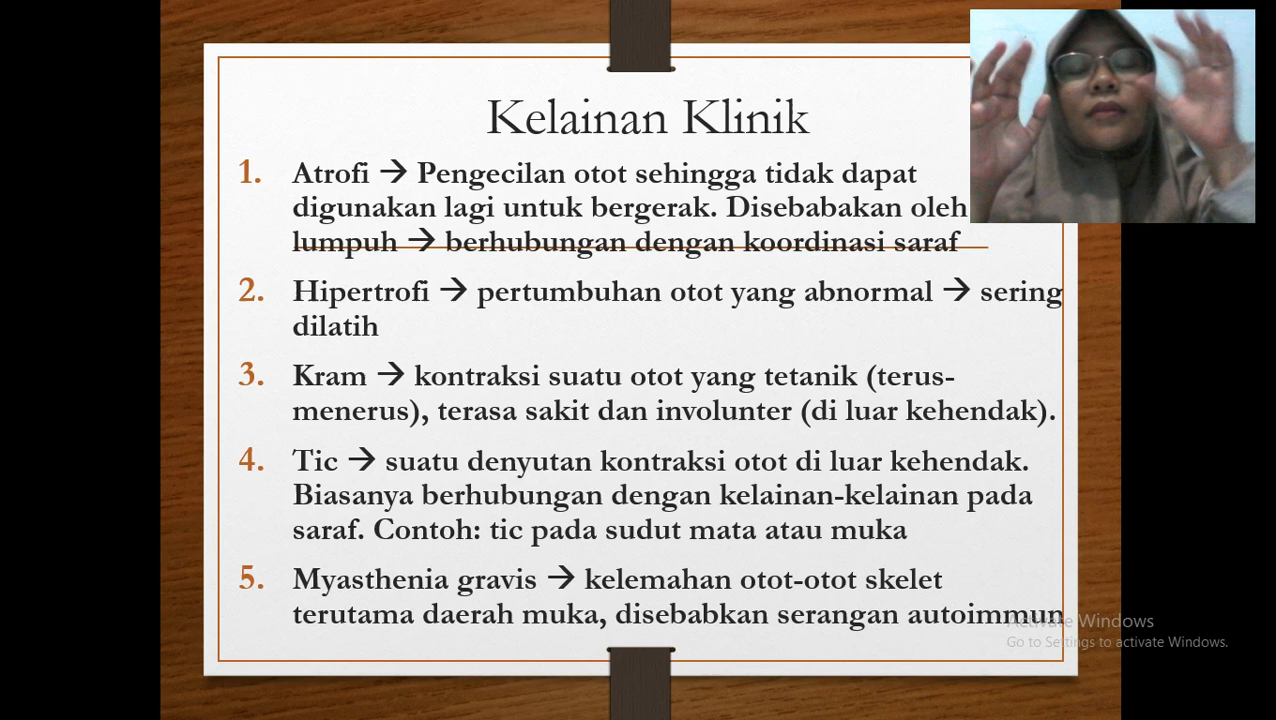 Kelainan Klinik
1. Atrofi → Pengecilan otot sehingga tidak dapat
digunakan lagi untuk bergerak. Disebabakan oleh
lumpuh → berhubungan dengan koordinasi saraf
2. Hipertrofi → pertumbuhan otot yang abnormal → sering
dilatih
3. Kram → kontraksi suatu otot yang tetanik (terus-
menerus), terasa sakit dan involunter (di luar kehendak).
4. Tic → suatu denyutan kontraksi otot di luar kehendak.
Biasanya berhubungan dengan kelainan-kelainan pada
saraf. Contoh: tic pada sudut mata atau muka
5. Myasthenia gravis → kelemahan otot-otot skelet
terutama daerah muka, disebabkan serangan autoimmun
Activate Windows
Go to Settings to activate Windows.